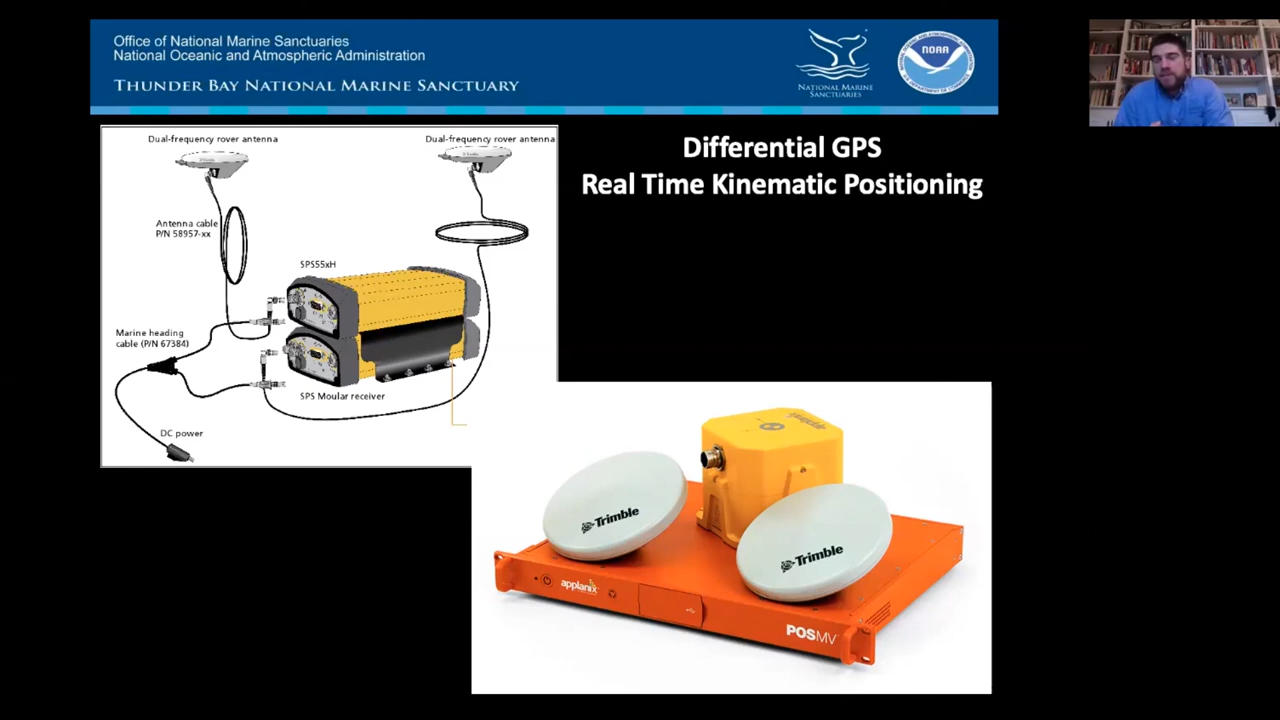 Office of National Marine Sanctuaries
National Oceanic and Atmospheric Administration
THUNDER BAY NATIONAL MARINE SANCTUARY
NATIONAL MARINE
SANCTUARIES
NOAA
Differential GPS
Real Time Kinematic Positioning
Dual-frequency rover antenna
Dual-frequency rover antenna
Antenna cable
P/N 58957-xx
SPS55xH
Marine heading
cable (P/N 67384)
SPS Moular receiver
DC power
Trimble
Trimble
applanix
POSMV